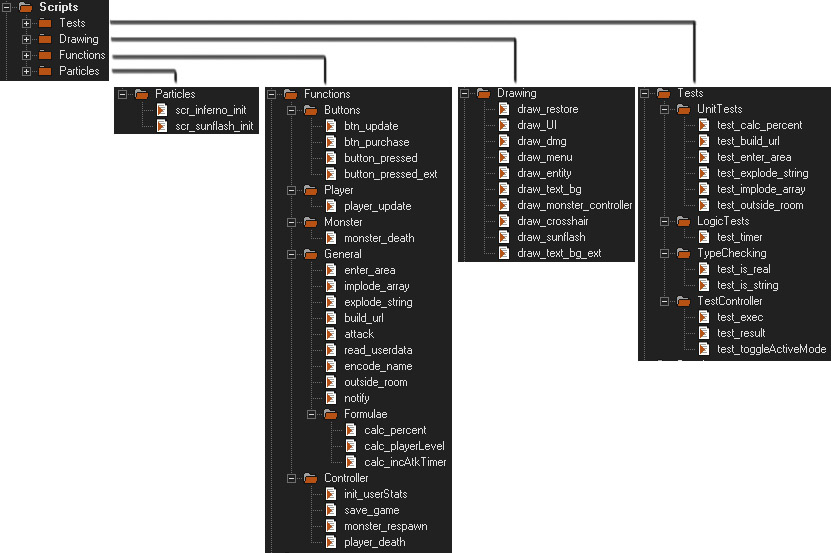 Scripts
Tests
Drawing
Functions
Particles
Particles
scr_inferno_init
scr_sunflash_init
Functions
Buttons
btn_update
btn_purchase
button_pressed
button_pressed_ext
Player
player_update
Monster
monster_death
General
enter_area
implode_array
explode_string
build_url
attack
read_userdata
encode_name
outside_room
notify
Formulae
calc_percent
calc_playerLevel
calc_incAtkTimer
Controller
init_userStats
save_game
monster_respawn
player_death
Drawing
draw_restore
draw_UI
draw_dmg
draw_menu
draw_entity
draw_text_bg
draw_monster_controller
draw_crosshair
draw_sunflash
draw_text_bg_ext
Tests
UnitTests
test_calc_percent
test_build_url
test_enter_area
test_explode_string
test_implode_array
test_outside_room
LogicTests
test_timer
TypeChecking
test_is_real
test_is_string
TestController
test_exec
test_result
test_toggleActiveMode